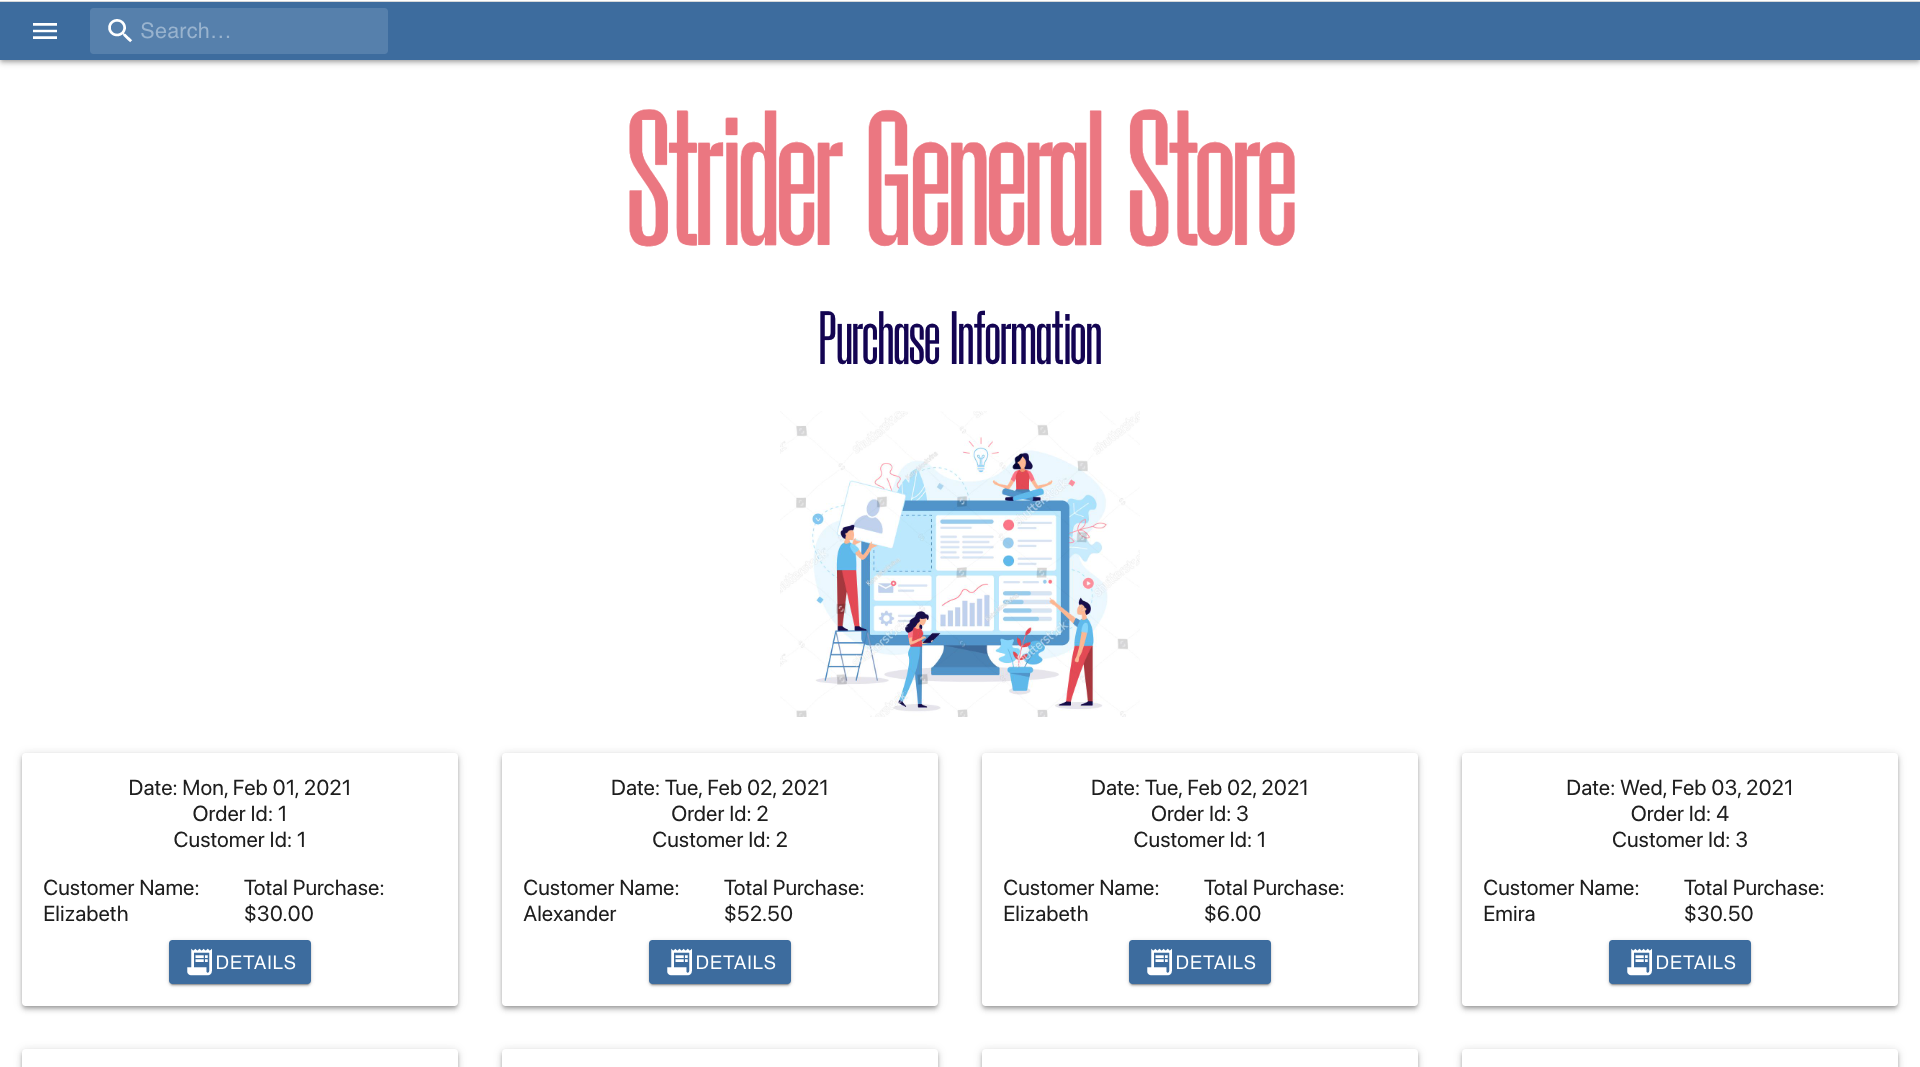 Search...
Strider General Store
Purchase Information
Date: Mon, Feb 01, 2021
Order Id: 1
Customer Id: 1
Customer Name:
Elizabeth
Total Purchase:
$30.00
DETAILS
Date: Tue, Feb 02, 2021
Order Id: 2
Customer Id: 2
Customer Name:
Alexander
Total Purchase:
$52.50
DETAILS
Date: Tue, Feb 02, 2021
Order Id: 3
Customer Id: 1
Customer Name:
Elizabeth
Total Purchase:
$6.00
DETAILS
Date: Wed, Feb 03, 2021
Order Id: 4
Customer Id: 3
Customer Name:
Emira
Total Purchase:
$30.50
DETAILS